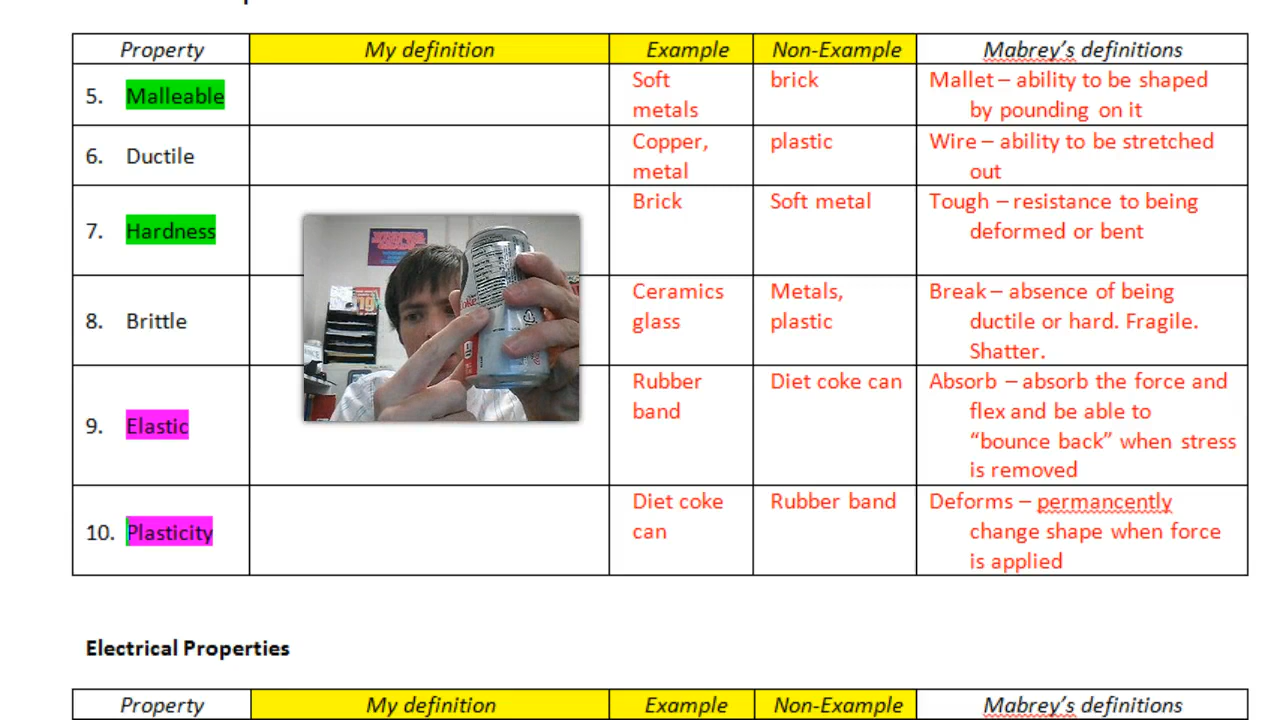 Property My definition Example Non-Example Mabrey's definitions
5. Malleable
Soft
metals
brick
Mallet – ability to be shaped
by pounding on it
6. Ductile
Copper,
metal
plastic
Wire – ability to be stretched
out
7. Hardness
Brick
Soft metal
Tough – resistance to being
deformed or bent
8. Brittle
Ceramics
glass
Metals,
plastic
Break – absence of being
ductile or hard. Fragile.
Shatter.
9. Elastic
Rubber
band
Diet coke can
Absorb – absorb the force and
flex and be able to
“bounce back” when stress
is removed
10. Plasticity
Diet coke
can
Rubber band
Deforms – permancently
change shape when force
is applied
Electrical Properties
Property My definition Example Non-Example Mabrey's definitions